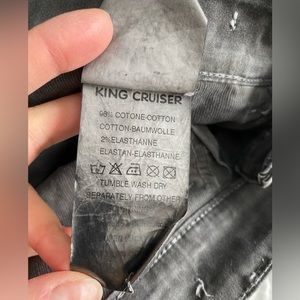 KING CRUISER
98% COTONE-COTTON
COTTON-BAUMWOLLE
2% ELASTHANNE
ELASTAN-ELASTHANNE
TUMBLE WASH DRY
SEPARATELY FROM OTHER